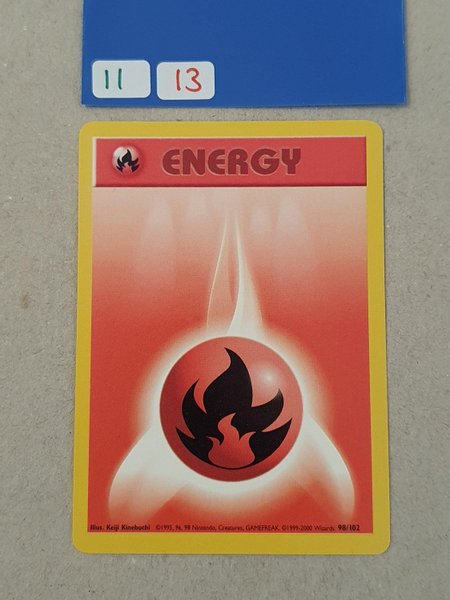 11 13
ENERGY
Illus. Keiji Kinebuchi ©1995, 96, 98 Nintendo, Creatures, GAMEFREAK. ©1999-2000 Wizards. 98/102